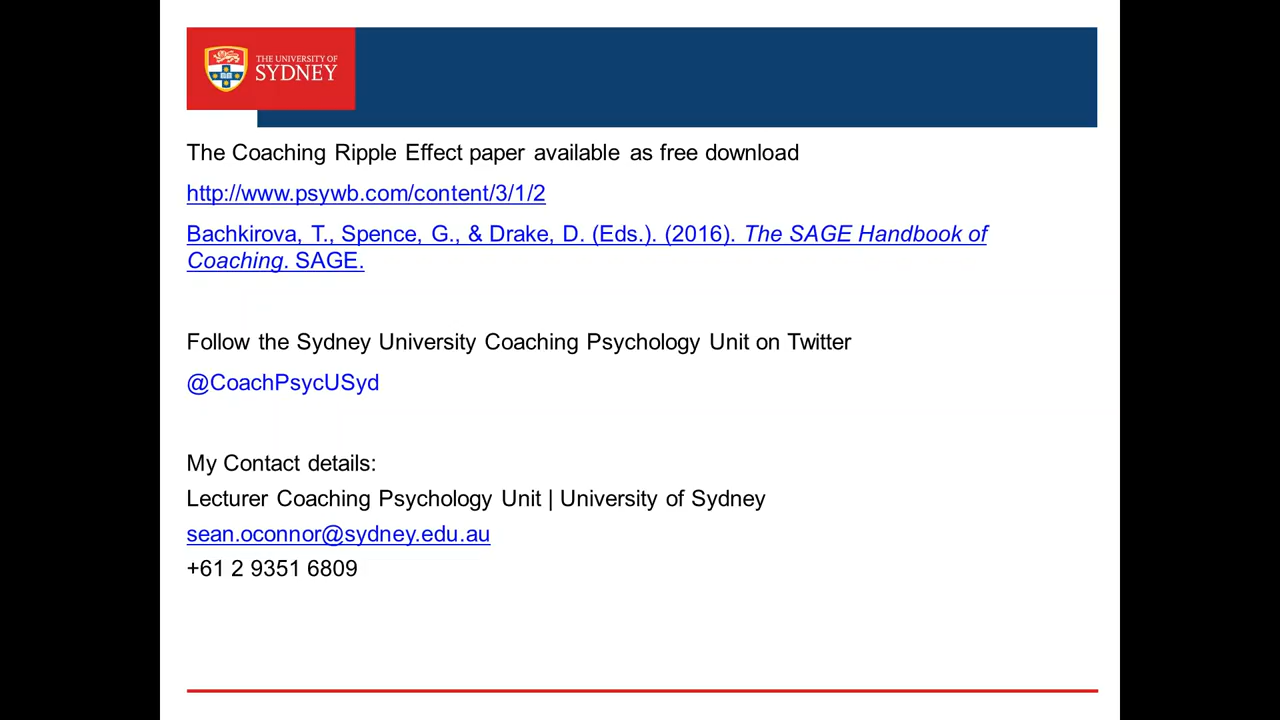 THE UNIVERSITY OF
SYDNEY
The Coaching Ripple Effect paper available as free download
http://www.psywb.com/content/3/1/2
Bachkirova, T., Spence, G., & Drake, D. (Eds.). (2016). The SAGE Handbook of
Coaching. SAGE.
Follow the Sydney University Coaching Psychology Unit on Twitter
@CoachPsycUSyd
My Contact details:
Lecturer Coaching Psychology Unit | University of Sydney
sean.oconnor@sydney.edu.au
+61 2 9351 6809